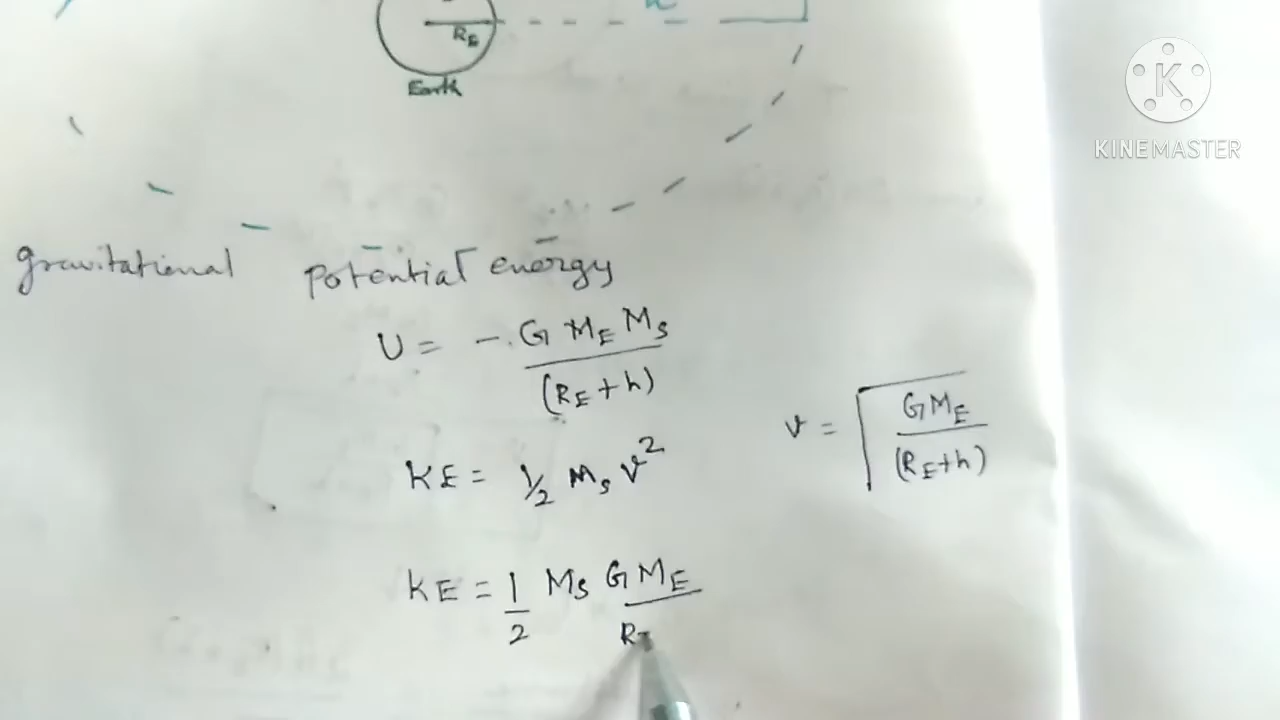 h
R_E
Earth
K
KINEMASTER
gravitational potential energy
U = - G M_E M_s / (R_E + h)
KE = 1/2 M_s v²
v = √(G M_E / (R_E + h))
KE = 1/2 M_s G M_E / R